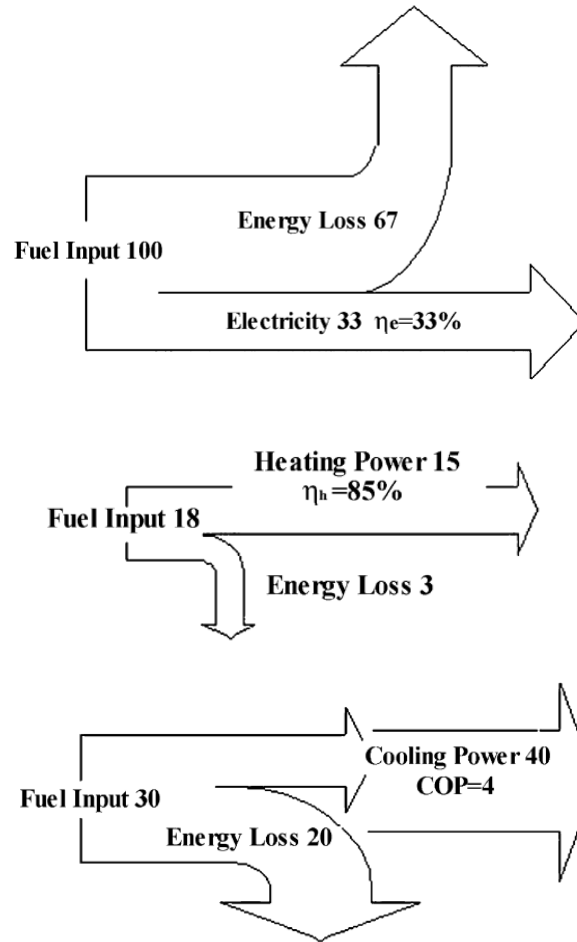 Energy Loss 67
Fuel Input 100
Electricity 33 ηe=33%
Heating Power 15
ηh=85%
Fuel Input 18
Energy Loss 3
Cooling Power 40
COP=4
Fuel Input 30
Energy Loss 20